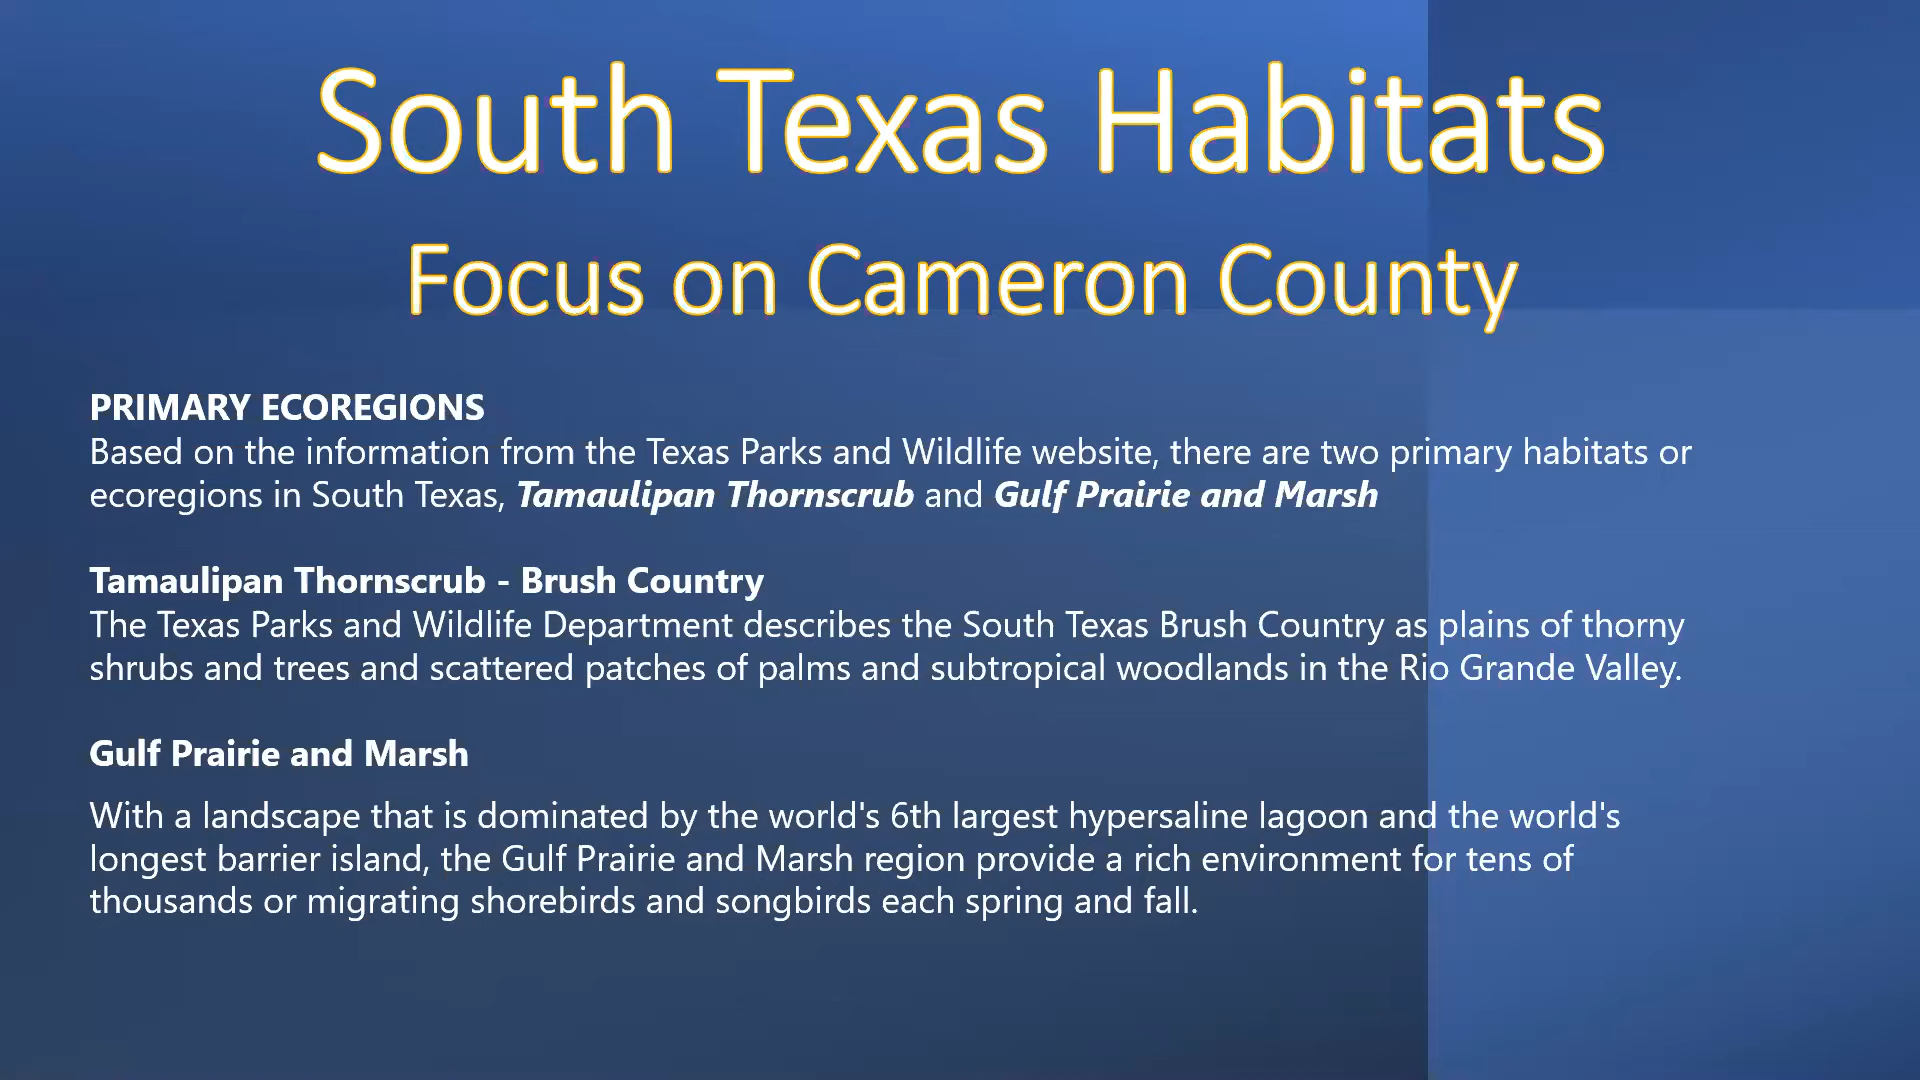 South Texas Habitats
Focus on Cameron County
PRIMARY ECOREGIONS
Based on the information from the Texas Parks and Wildlife website, there are two primary habitats or
ecoregions in South Texas, Tamaulipan Thornscrub and Gulf Prairie and Marsh
Tamaulipan Thornscrub - Brush Country
The Texas Parks and Wildlife Department describes the South Texas Brush Country as plains of thorny
shrubs and trees and scattered patches of palms and subtropical woodlands in the Rio Grande Valley.
Gulf Prairie and Marsh
With a landscape that is dominated by the world's 6th largest hypersaline lagoon and the world's
longest barrier island, the Gulf Prairie and Marsh region provide a rich environment for tens of
thousands or migrating shorebirds and songbirds each spring and fall.